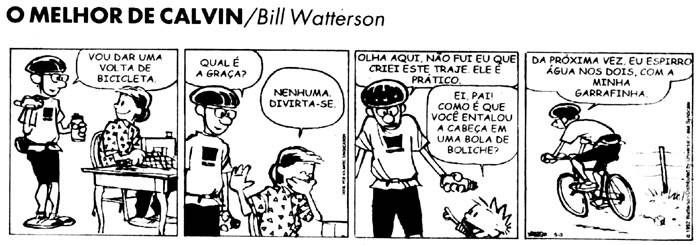 O MELHOR DE CALVIN/Bill Watterson
VOU DAR UMA
VOLTA DE
BICICLETA.
QUAL É
A GRAÇA?
NENHUMA.
DIVIRTA-SE.
OLHA AQUI, NÃO FUI EU QUE
CRIEI ESTE TRAJE. ELE É
PRÁTICO.
EI, PAI!
COMO É QUE
VOCÊ ENTALOU
A CABEÇA EM
UMA BOLA DE
BOLICHE?
DA PRÓXIMA VEZ, EU ESPIRRO
ÁGUA NOS DOIS, COM A
MINHA
GARRAFINHA.